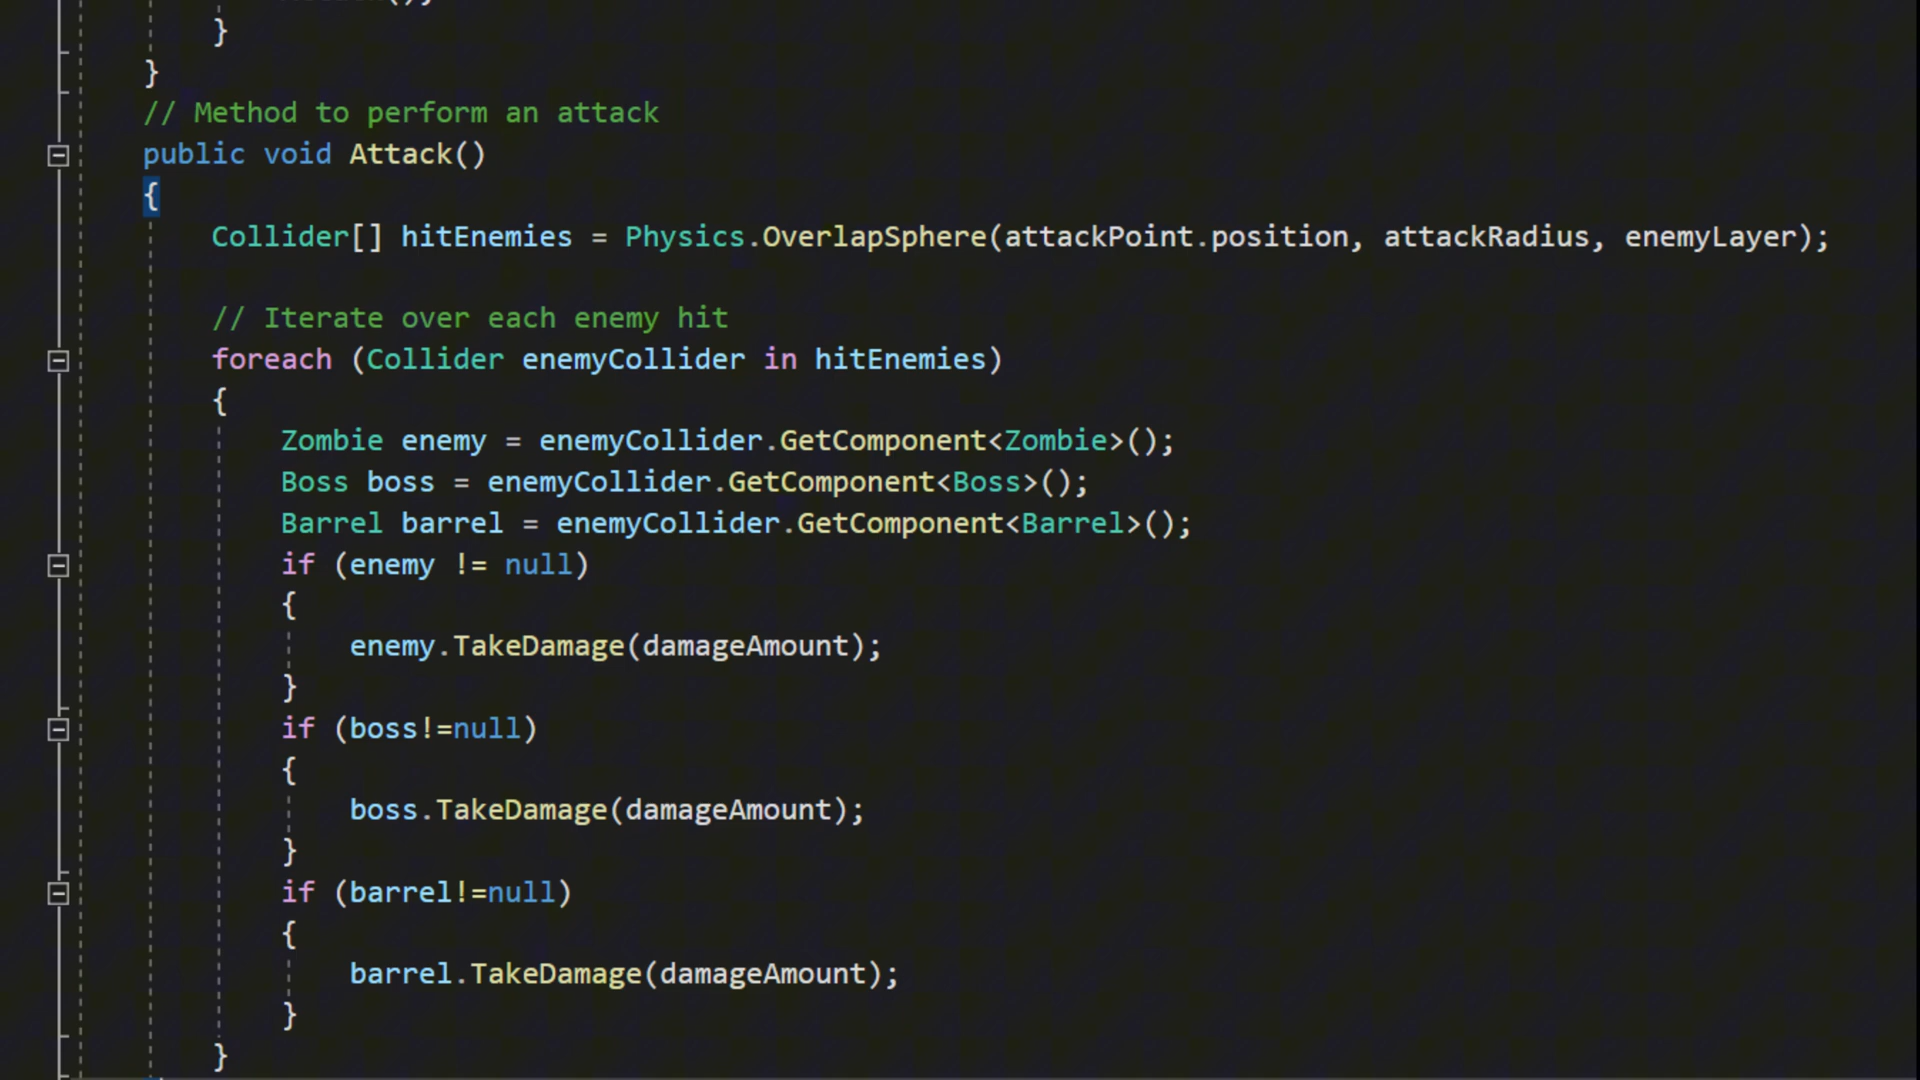 }
}
// Method to perform an attack
public void Attack()
{
Collider[] hitEnemies = Physics.OverlapSphere(attackPoint.position, attackRadius, enemyLayer);
// Iterate over each enemy hit
foreach (Collider enemyCollider in hitEnemies)
{
Zombie enemy = enemyCollider.GetComponent<Zombie>();
Boss boss = enemyCollider.GetComponent<Boss>();
Barrel barrel = enemyCollider.GetComponent<Barrel>();
if (enemy != null)
{
enemy.TakeDamage(damageAmount);
}
if (boss!=null)
{
boss.TakeDamage(damageAmount);
}
if (barrel!=null)
{
barrel.TakeDamage(damageAmount);
}
}